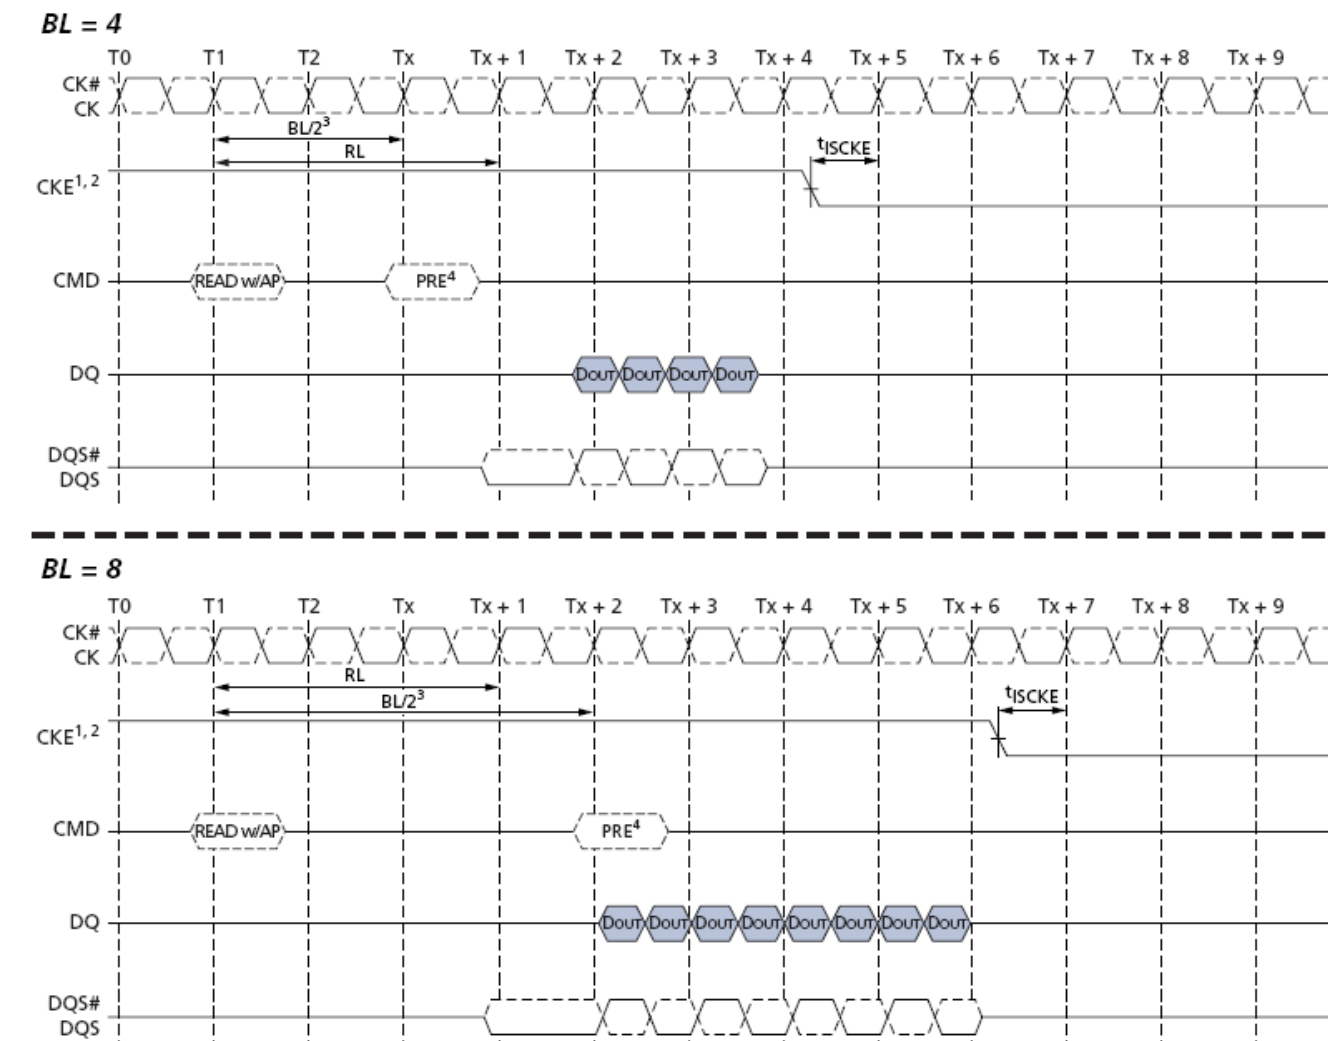 BL = 4
T0 T1 T2 Tx Tx + 1 Tx + 2 Tx + 3 Tx + 4 Tx + 5 Tx + 6 Tx + 7 Tx + 8 Tx + 9
CK#
CK
BL/2³
RL
tISCKE
CKE1, 2
CMD READ w/AP PRE⁴
DQ DOUT DOUT DOUT DOUT
DQS#
DQS
BL = 8
T0 T1 T2 Tx Tx + 1 Tx + 2 Tx + 3 Tx + 4 Tx + 5 Tx + 6 Tx + 7 Tx + 8 Tx + 9
CK#
CK
RL
BL/2³
tISCKE
CKE1, 2
CMD READ w/AP PRE⁴
DQ DOUT DOUT DOUT DOUT DOUT DOUT DOUT DOUT
DQS#
DQS